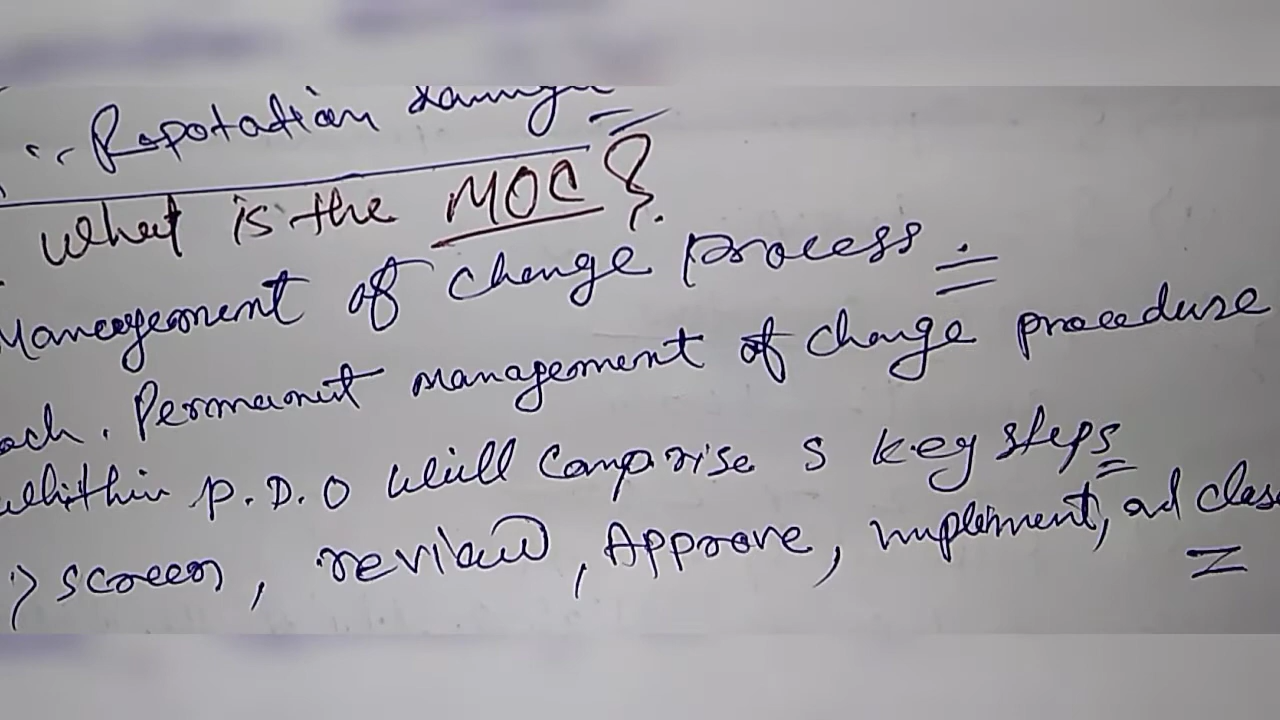 Repotation damage
What is the MOC?
Management of change process :
each. Permanent management of change procedure
whithin P.D.O will comprise 5 key steps
screen, review, Approve, implement, and close